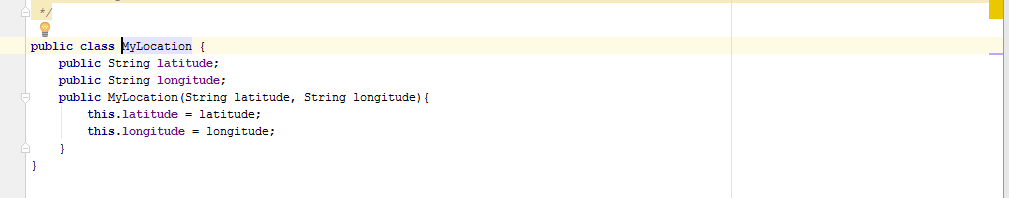 */
public class MyLocation {
    public String latitude;
    public String longitude;
    public MyLocation(String latitude, String longitude){
        this.latitude = latitude;
        this.longitude = longitude;
    }
}